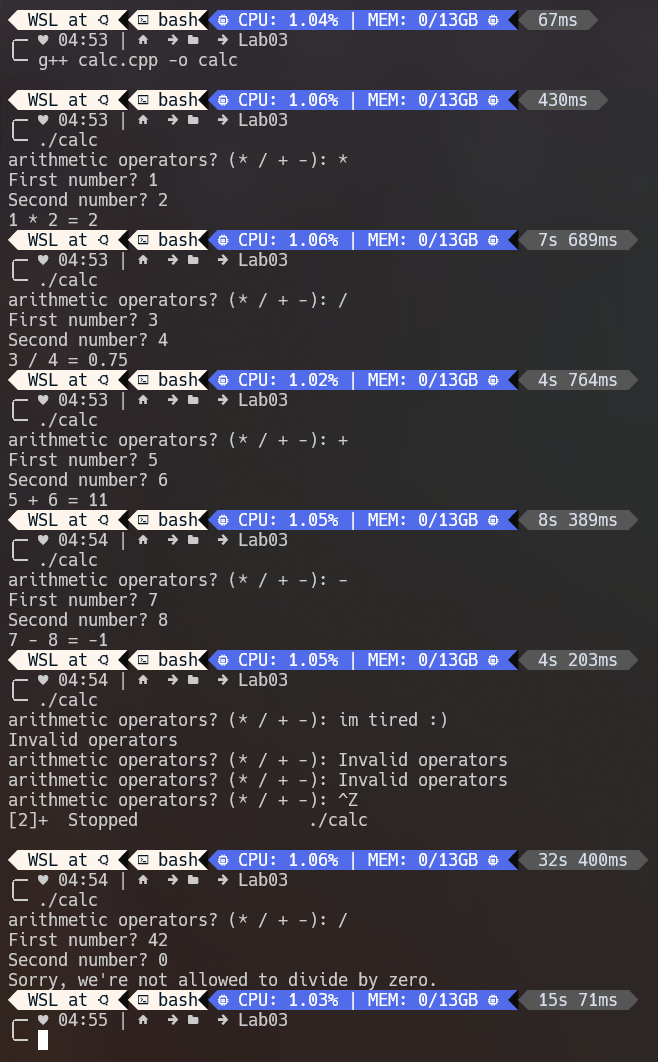 WSL at bash CPU: 1.04% | MEM: 0/13GB 67ms
♥ 04:53 | → → Lab03
g++ calc.cpp -o calc
WSL at bash CPU: 1.06% | MEM: 0/13GB 430ms
♥ 04:53 | → → Lab03
./calc
arithmetic operators? (* / + -): *
First number? 1
Second number? 2
1 * 2 = 2
WSL at bash CPU: 1.06% | MEM: 0/13GB 7s 689ms
♥ 04:53 | → → Lab03
./calc
arithmetic operators? (* / + -): /
First number? 3
Second number? 4
3 / 4 = 0.75
WSL at bash CPU: 1.02% | MEM: 0/13GB 4s 764ms
♥ 04:53 | → → Lab03
./calc
arithmetic operators? (* / + -): +
First number? 5
Second number? 6
5 + 6 = 11
WSL at bash CPU: 1.05% | MEM: 0/13GB 8s 389ms
♥ 04:54 | → → Lab03
./calc
arithmetic operators? (* / + -): -
First number? 7
Second number? 8
7 - 8 = -1
WSL at bash CPU: 1.05% | MEM: 0/13GB 4s 203ms
♥ 04:54 | → → Lab03
./calc
arithmetic operators? (* / + -): im tired :)
Invalid operators
arithmetic operators? (* / + -): Invalid operators
arithmetic operators? (* / + -): Invalid operators
arithmetic operators? (* / + -): ^Z
[2]+  Stopped                 ./calc
WSL at bash CPU: 1.06% | MEM: 0/13GB 32s 400ms
♥ 04:54 | → → Lab03
./calc
arithmetic operators? (* / + -): /
First number? 42
Second number? 0
Sorry, we're not allowed to divide by zero.
WSL at bash CPU: 1.03% | MEM: 0/13GB 15s 71ms
♥ 04:55 | → → Lab03